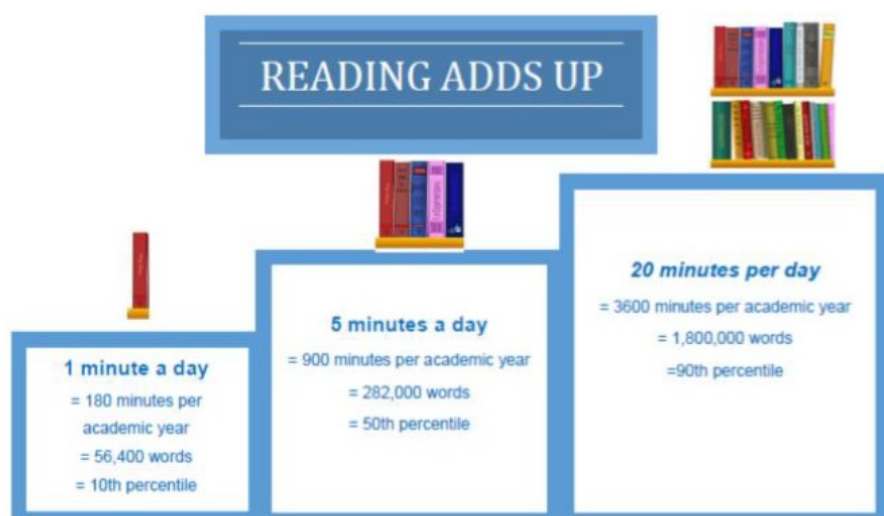 READING ADDS UP
1 minute a day
= 180 minutes per
academic year
= 56,400 words
= 10th percentile
5 minutes a day
= 900 minutes per academic year
= 282,000 words
= 50th percentile
20 minutes per day
= 3600 minutes per academic year
= 1,800,000 words
=90th percentile